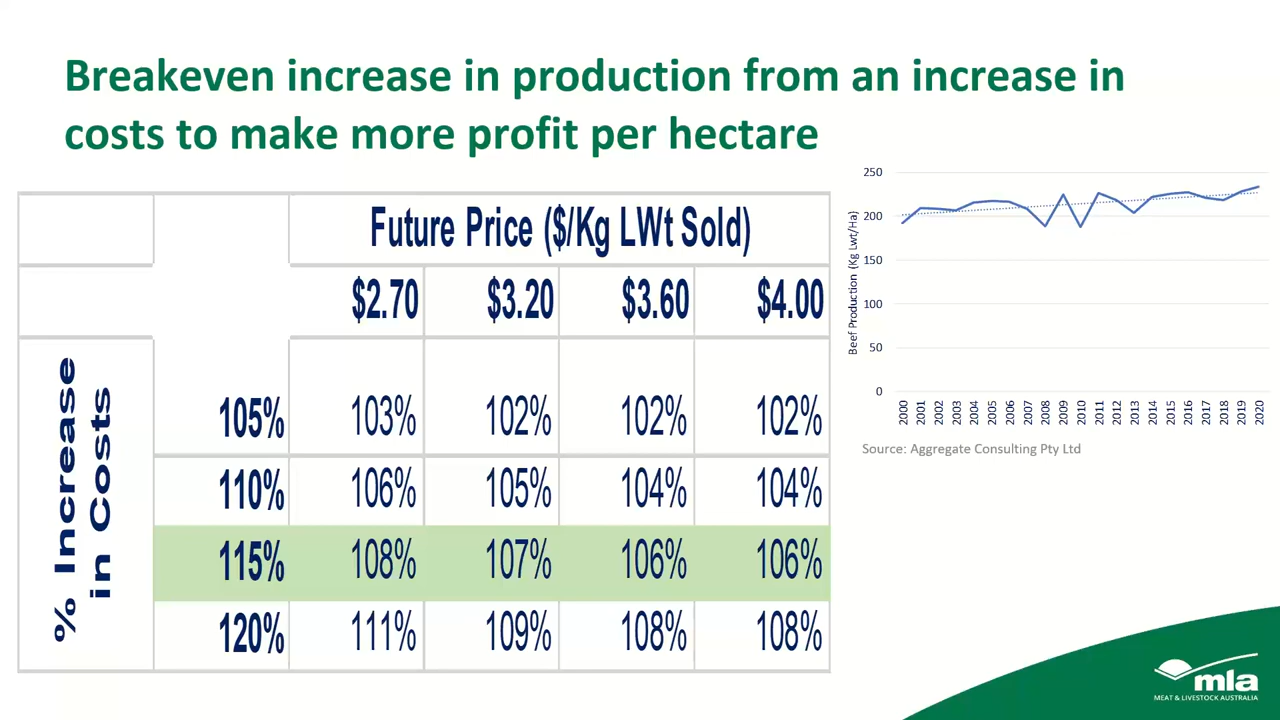 Breakeven increase in production from an increase in
costs to make more profit per hectare
Future Price ($/Kg LWt Sold)
$2.70 $3.20 $3.60 $4.00
% Increase
in Costs
105% 103% 102% 102% 102%
110% 106% 105% 104% 104%
115% 108% 107% 106% 106%
120% 111% 109% 108% 108%
Beef Production (Kg Lwt/Ha)
250
200
150
100
50
0
2000 2001 2002 2003 2004 2005 2006 2007 2008 2009 2010 2011 2012 2013 2014 2015 2016 2017 2018 2019 2020
Source: Aggregate Consulting Pty Ltd
mla
MEAT & LIVESTOCK AUSTRALIA